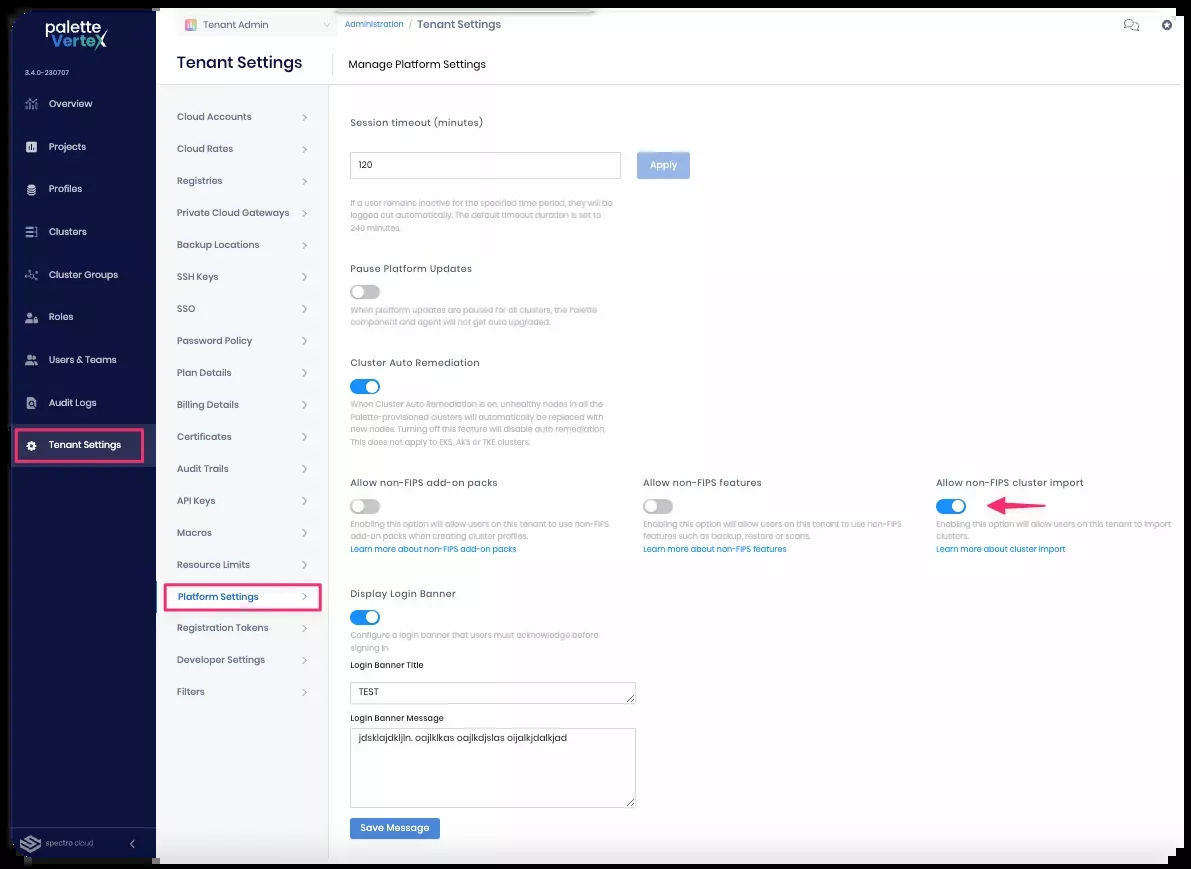 palette
VerteX
3.4.0-230707
Overview
Projects
Profiles
Clusters
Cluster Groups
Roles
Users & Teams
Audit Logs
Tenant Settings
spectro cloud
Tenant Admin
Administration / Tenant Settings
Tenant Settings
Manage Platform Settings
Cloud Accounts
Cloud Rates
Registries
Private Cloud Gateways
Backup Locations
SSH Keys
SSO
Password Policy
Plan Details
Billing Details
Certificates
Audit Trails
API Keys
Macros
Resource Limits
Platform Settings
Registration Tokens
Developer Settings
Filters
Session timeout (minutes)
120
Apply
If a user remains inactive for the specified time period, they will be
logged out automatically. The default timeout duration is set to
240 minutes.
Pause Platform Updates
When platform updates are paused for all clusters, the Palette
component and agent will not get auto upgraded.
Cluster Auto Remediation
When Cluster Auto Remediation is on, unhealthy nodes in all the
Palette-provisioned clusters will automatically be replaced with
new nodes. Turning off this feature will disable auto remediation.
This does not apply to EKS, AKS or TKE clusters.
Allow non-FIPS add-on packs
Enabling this option will allow users on this tenant to use non-FIPS
add-on packs when creating cluster profiles.
Learn more about non-FIPS add-on packs
Allow non-FIPS features
Enabling this option will allow users on this tenant to use non-FIPS
features such as backup, restore or scans.
Learn more about non-FIPS features
Allow non-FIPS cluster import
Enabling this option will allow users on this tenant to import
clusters.
Learn more about cluster import
Display Login Banner
Configure a login banner that users must acknowledge before
signing in
Login Banner Title
TEST
Login Banner Message
jdsklajdkljln. oajlklkas oajlkdjslas oijalkjdalkjad
Save Message